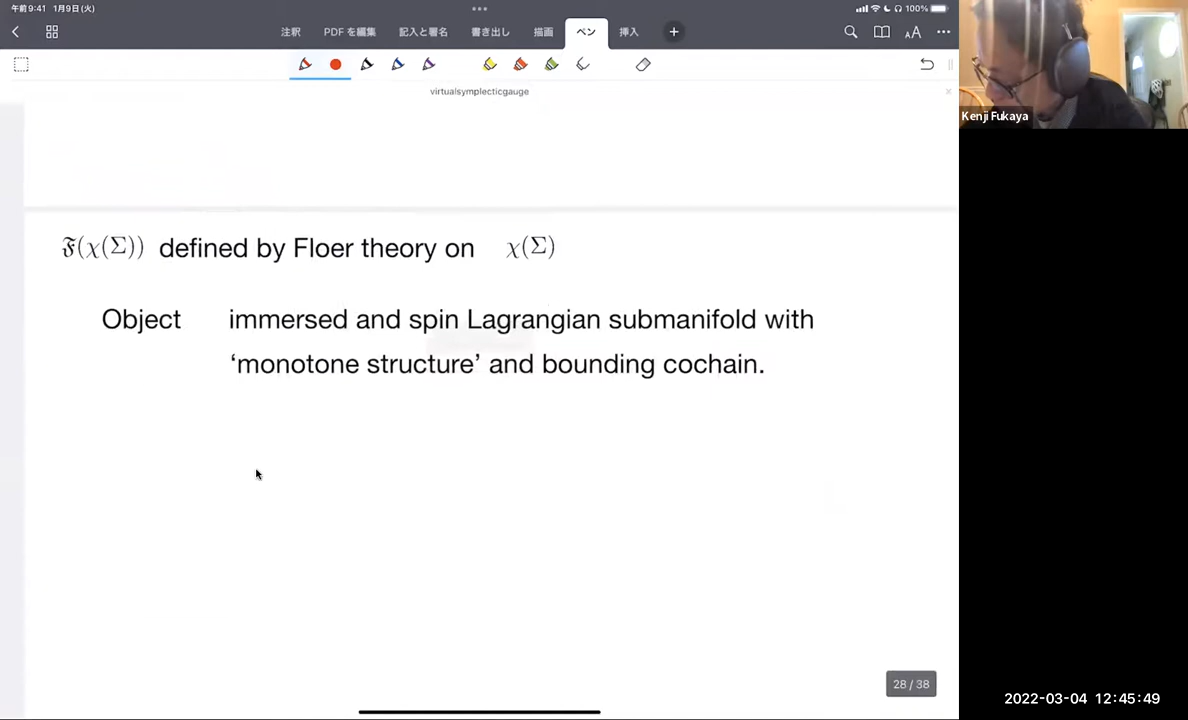 午前9:41 1月9日(火)
100%
注釈 PDF を編集 記入と署名 書き出し 描画 ペン 挿入
AA
virtualsymplecticgauge
Kenji Fukaya
𝔉(χ(Σ)) defined by Floer theory on χ(Σ)
Object immersed and spin Lagrangian submanifold with
‘monotone structure’ and bounding cochain.
28 / 38
2022-03-04 12:45:49